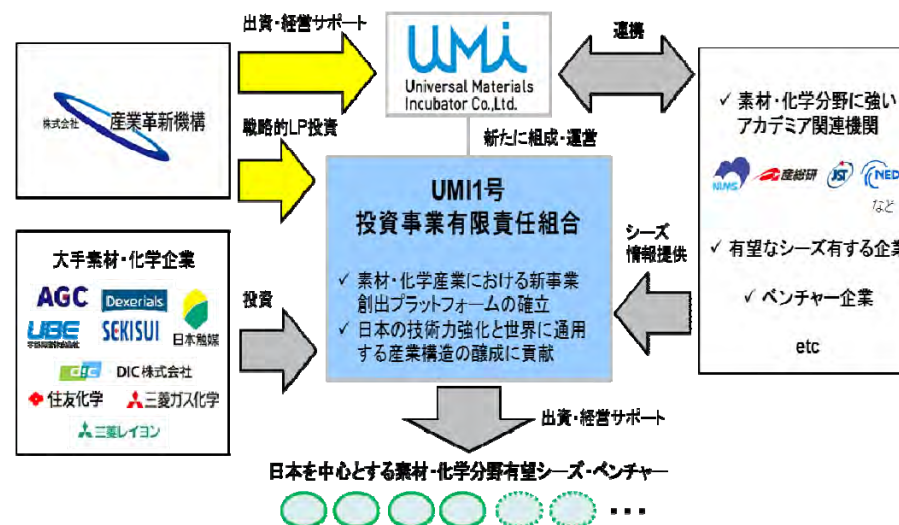 出資・経営サポート
UMi
Universal Materials
Incubator Co.,Ltd.
連携
株式会社 産業革新機構
戦略的LP投資
新たに組成・運営
✓ 素材・化学分野に強い
アカデミア関連機関
NIMS 産総研 JST NED
など
✓ 有望なシーズ有する企業
✓ ベンチャー企業
etc
シーズ
情報提供
UMI1号
投資事業有限責任組合
✓ 素材・化学産業における新事業
創出プラットフォームの確立
✓ 日本の技術力強化と世界に通用
する産業構造の醸成に貢献
大手素材・化学企業
AGC Dexerials
UBE SEKISUI 日本触媒
DIC DIC株式会社
住友化学 三菱ガス化学
三菱レイヨン
投資
出資・経営サポート
日本を中心とする素材・化学分野有望シーズ・ベンチャー